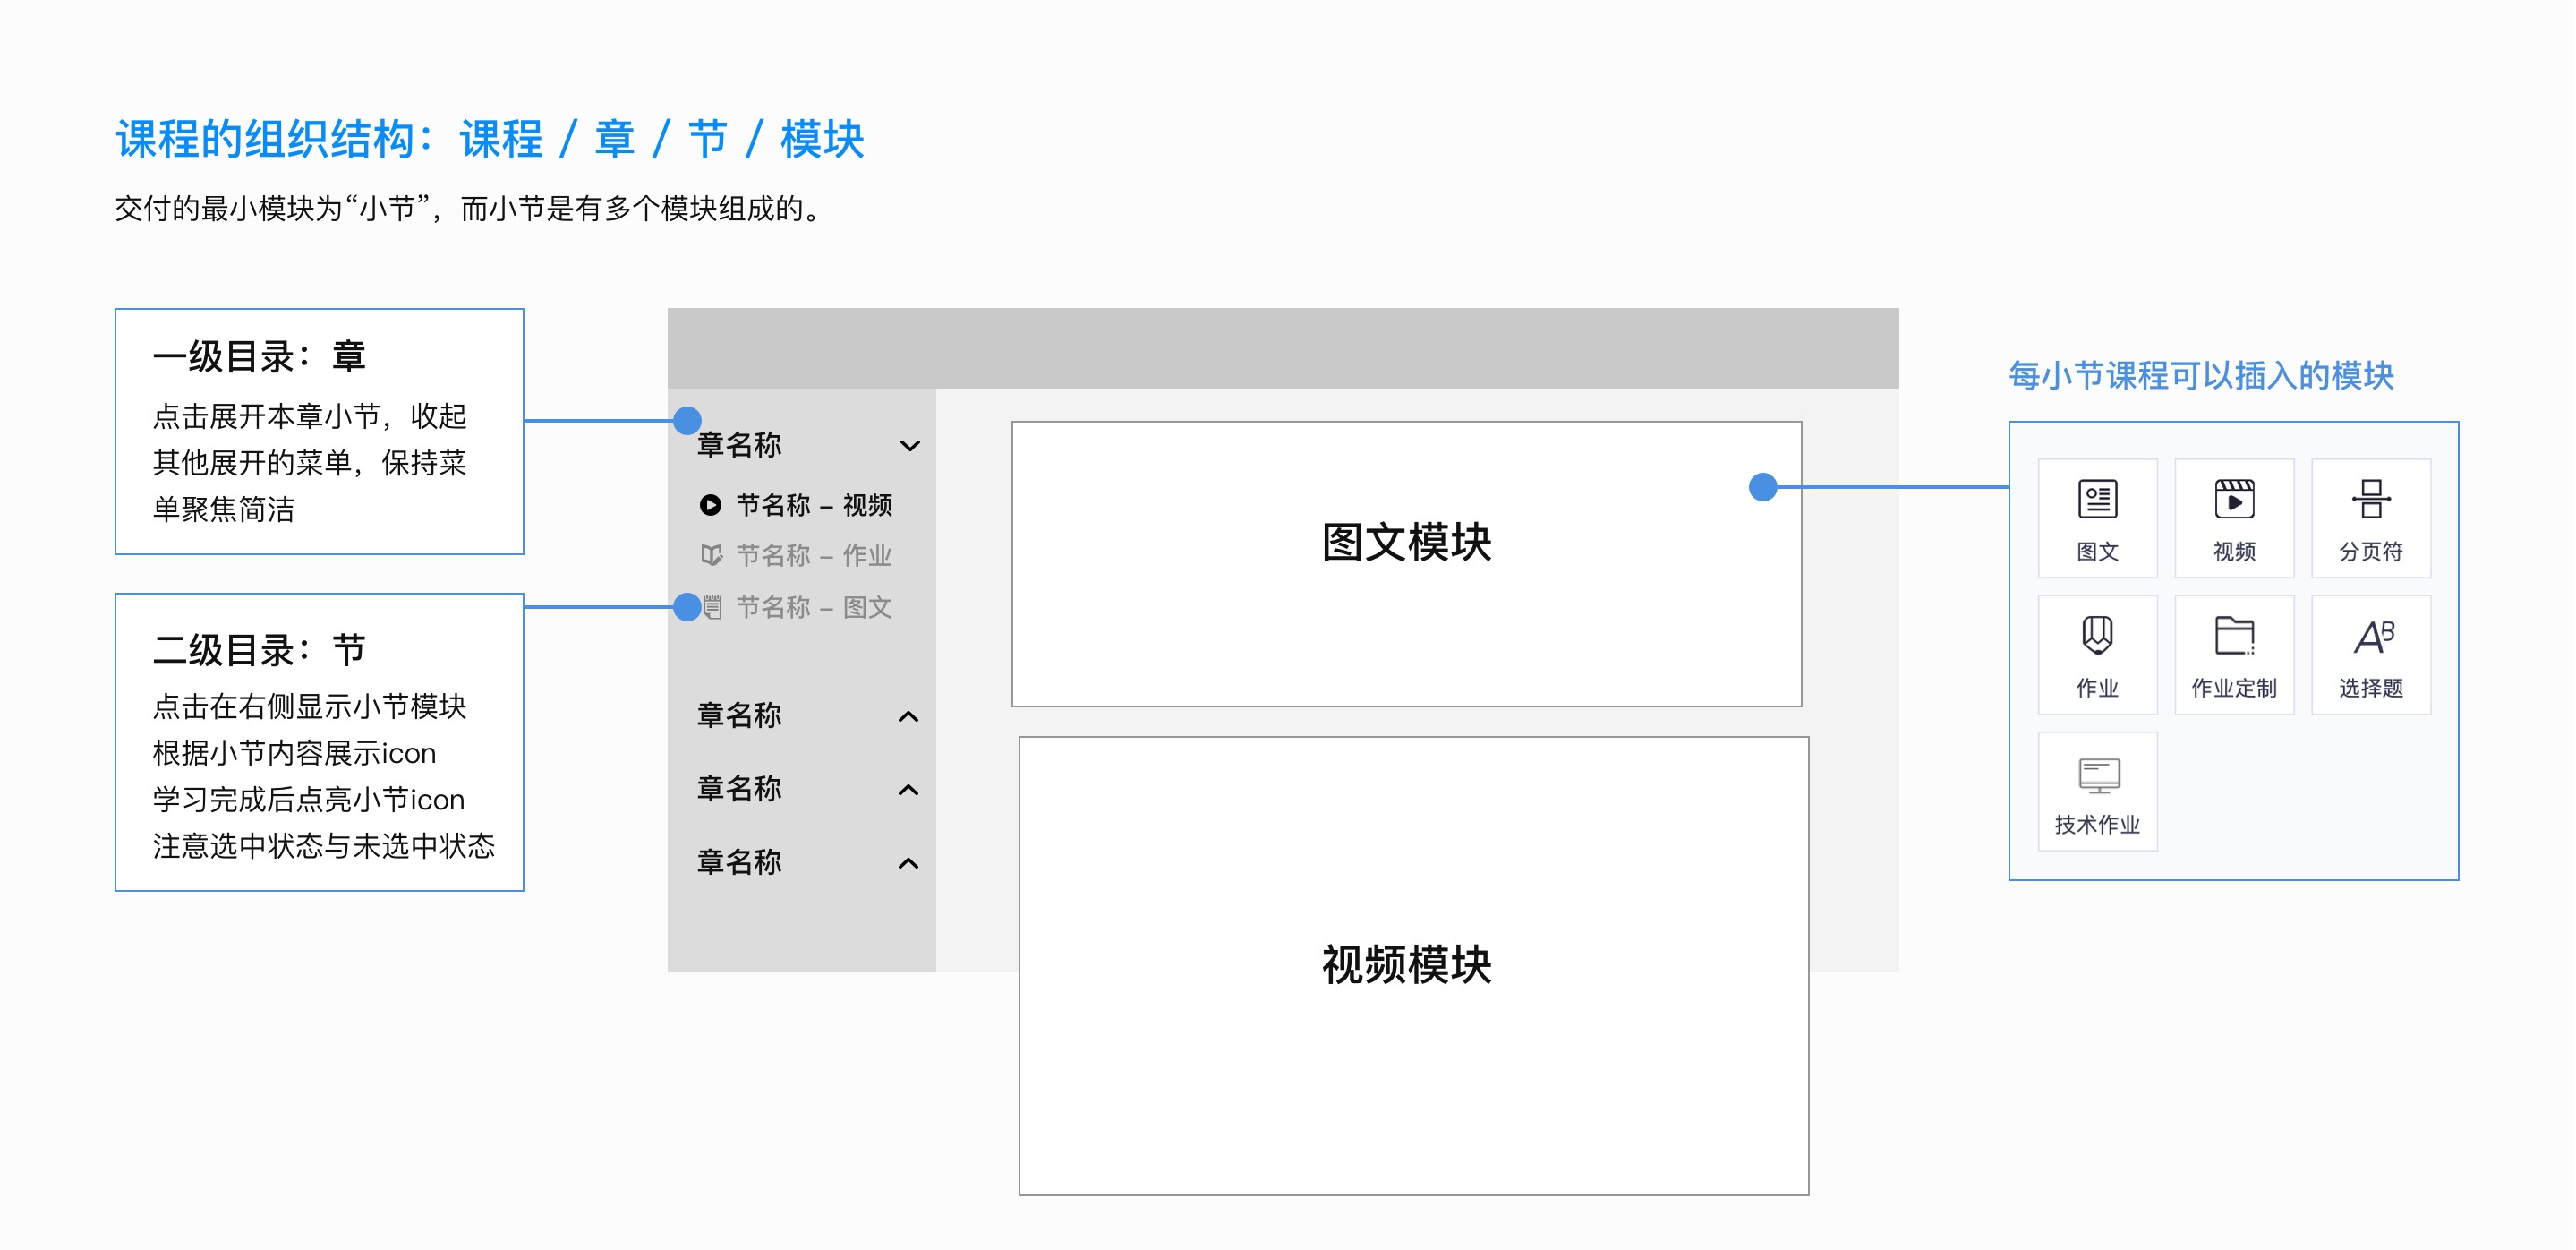 课程的组织结构：课程 / 章 / 节 / 模块
交付的最小模块为“小节”，而小节是有多个模块组成的。
一级目录：章
点击展开本章小节，收起
其他展开的菜单，保持菜
单聚焦简洁
二级目录：节
点击在右侧显示小节模块
根据小节内容展示icon
学习完成后点亮小节icon
注意选中状态与未选中状态
章名称
节名称 – 视频
节名称 – 作业
节名称 – 图文
章名称
章名称
章名称
图文模块
视频模块
每小节课程可以插入的模块
图文
视频
分页符
作业
作业定制
AB
选择题
技术作业